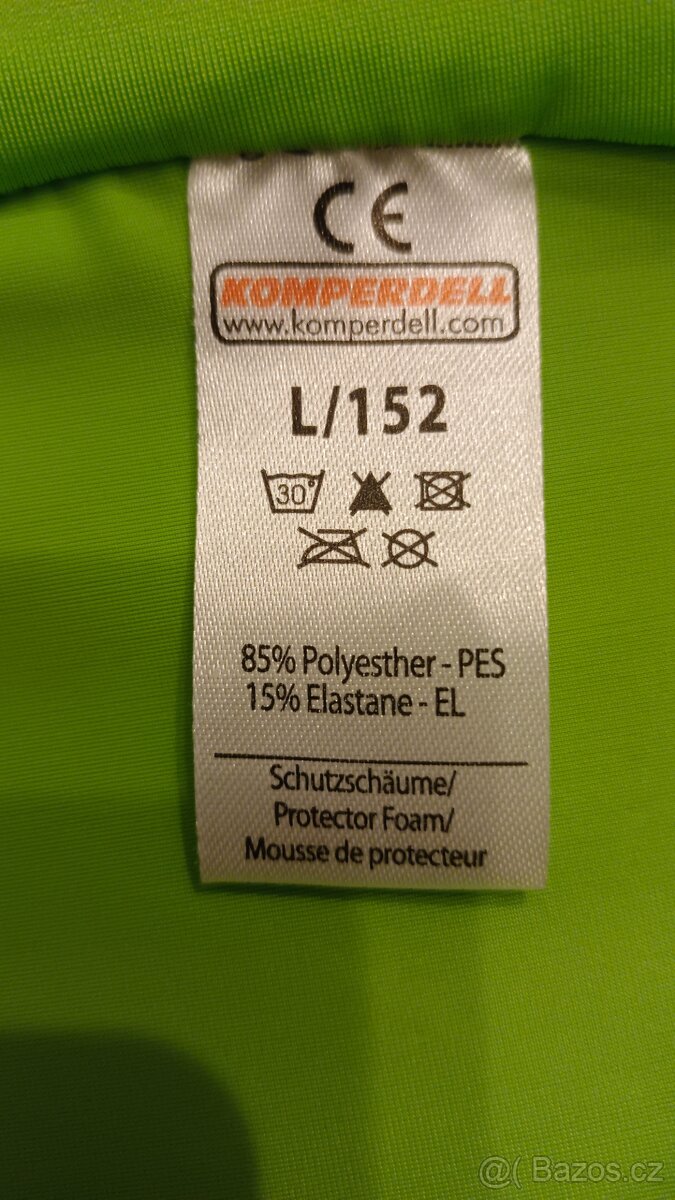 CE
KOMPERDELL
www.komperdell.com
L/152
30°
85% Polyesther - PES
15% Elastane - EL
Schutzschäume/
Protector Foam/
Mousse de protecteur
@( Bazos.cz